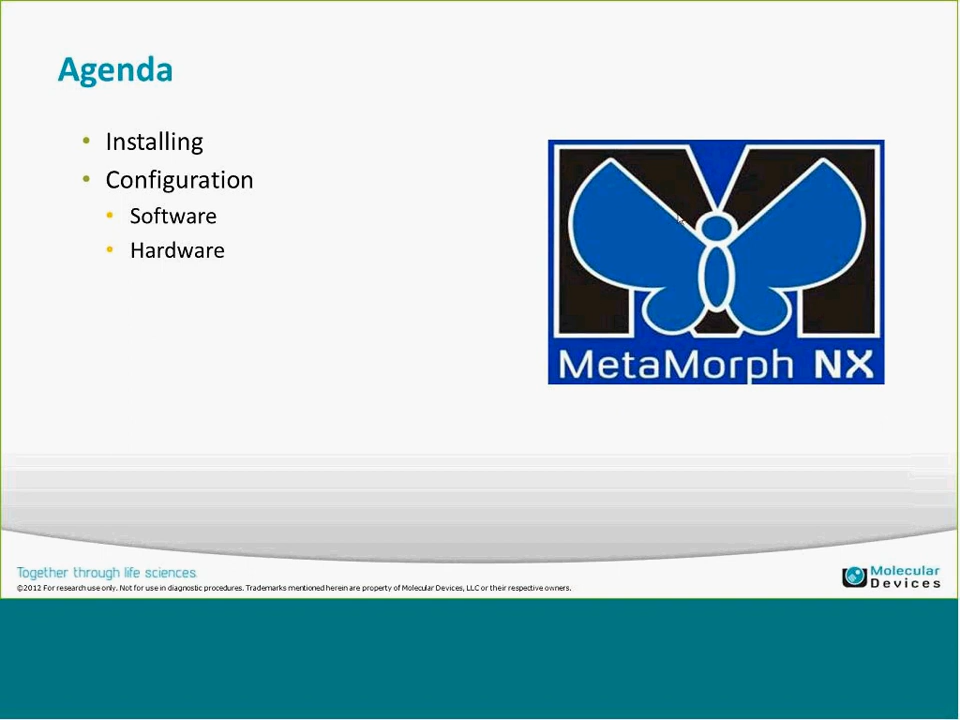 Agenda
• Installing
• Configuration
• Software
• Hardware
MetaMorph NX
Together through life sciences.
©2012 For research use only. Not for use in diagnostic procedures. Trademarks mentioned herein are property of Molecular Devices, LLC or their respective owners.
Molecular
Devices